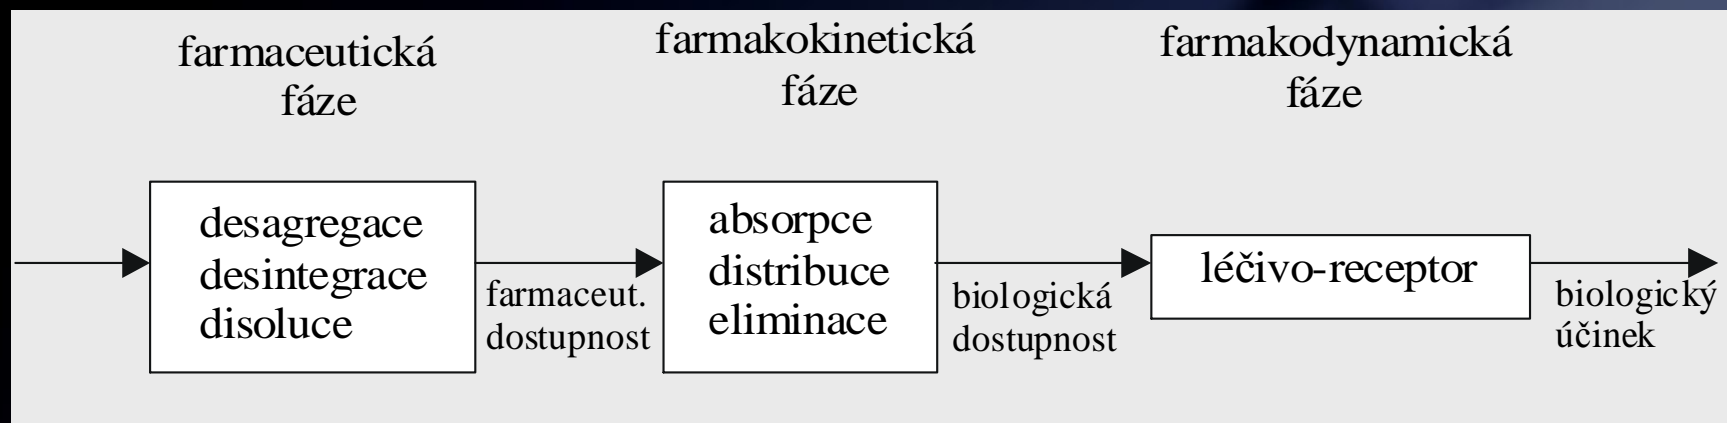 farmaceutická
fáze
farmakokinetická
fáze
farmakodynamická
fáze
desagregace
desintegrace
disoluce
farmaceut.
dostupnost
absorpce
distribuce
eliminace
biologická
dostupnost
léčivo-receptor
biologický
účinek